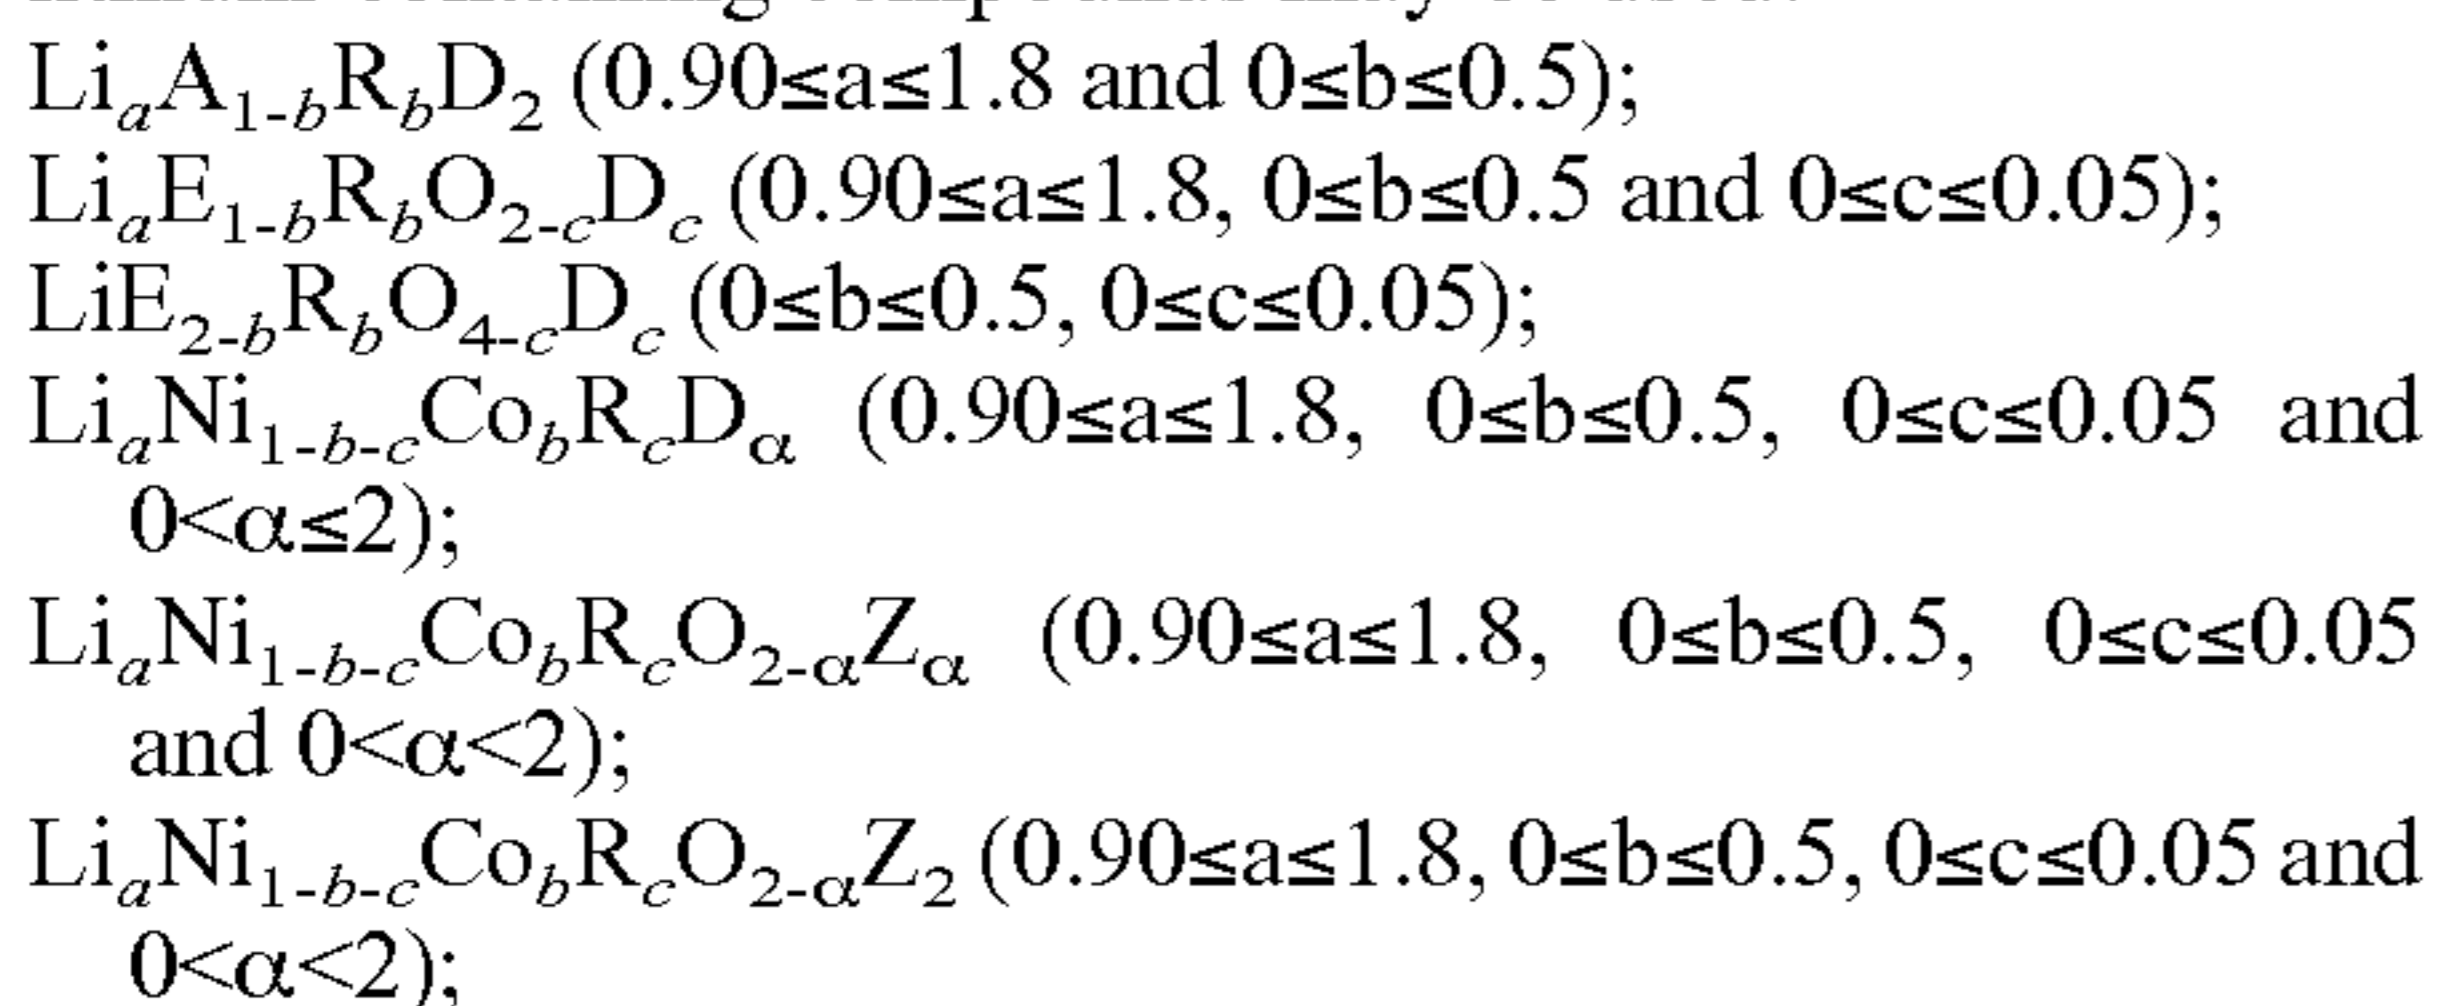 Li_aA_{1-b}R_bD_2 (0.90≤a≤1.8 and 0≤b≤0.5);
Li_aE_{1-b}R_bO_{2-c}D_c (0.90≤a≤1.8, 0≤b≤0.5 and 0≤c≤0.05);
LiE_{2-b}R_bO_{4-c}D_c (0≤b≤0.5, 0≤c≤0.05);
Li_aNi_{1-b-c}Co_bR_cD_α (0.90≤a≤1.8, 0≤b≤0.5, 0≤c≤0.05 and
0<α≤2);
Li_aNi_{1-b-c}Co_bR_cO_{2-α}Z_α (0.90≤a≤1.8, 0≤b≤0.5, 0≤c≤0.05
and 0<α<2);
Li_aNi_{1-b-c}Co_bR_cO_{2-α}Z_2 (0.90≤a≤1.8, 0≤b≤0.5, 0≤c≤0.05 and
0<α<2);